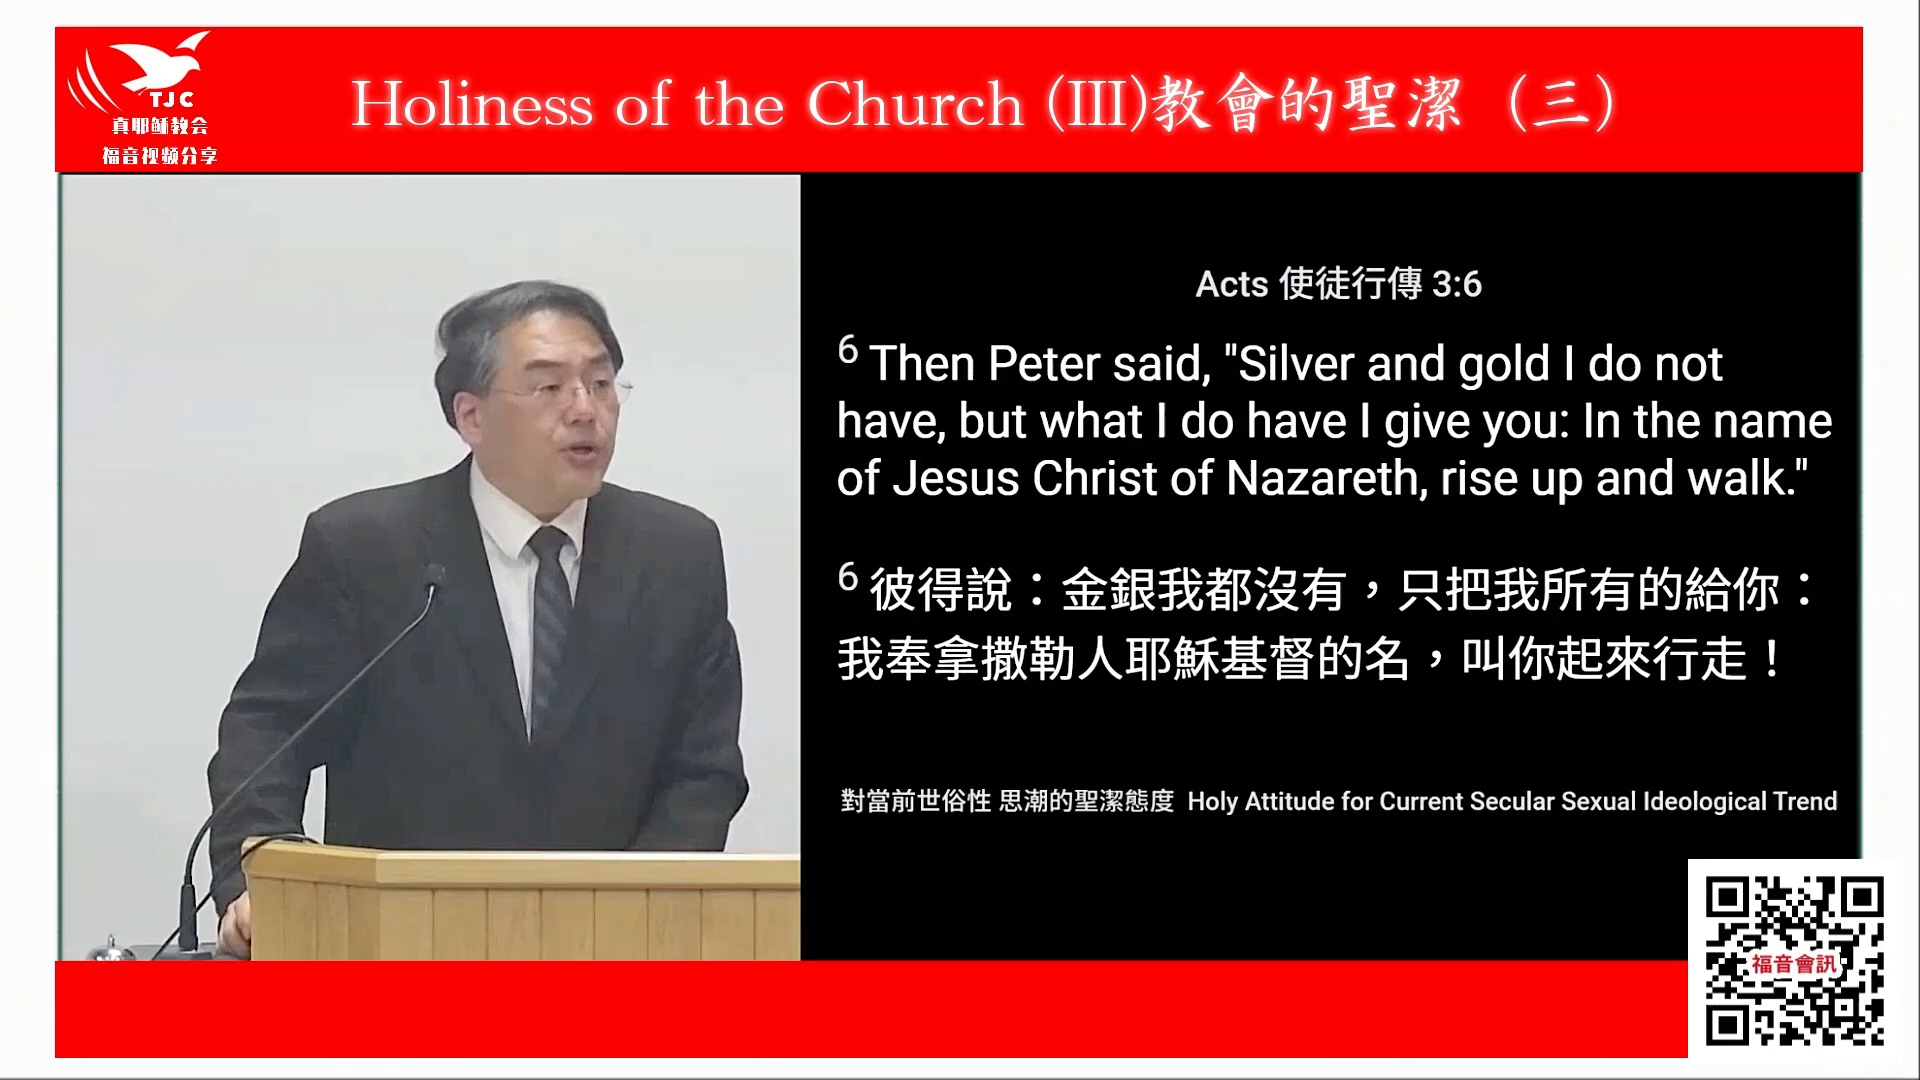 TJC
真耶稣教会
福音视频分享
Holiness of the Church (III)教會的聖潔（三）
Acts 使徒行傳 3:6
6 Then Peter said, "Silver and gold I do not
have, but what I do have I give you: In the name
of Jesus Christ of Nazareth, rise up and walk."
6 彼得說：金銀我都沒有，只把我所有的給你：
我奉拿撒勒人耶穌基督的名，叫你起來行走！
對當前世俗性 思潮的聖潔態度 Holy Attitude for Current Secular Sexual Ideological Trend
福音會訊